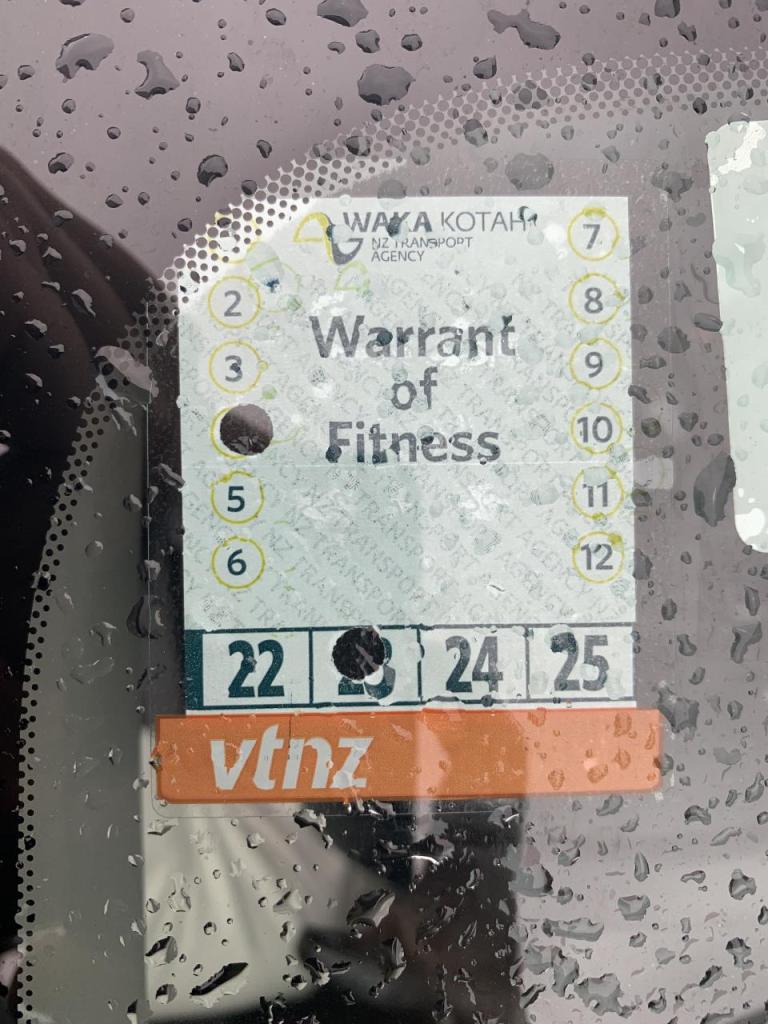 WAKA KOTAHI
NZ TRANSPORT
AGENCY
7
2
8
Warrant
of
Fitness
3
9
10
5
11
6
12
22
24
25
vtnz